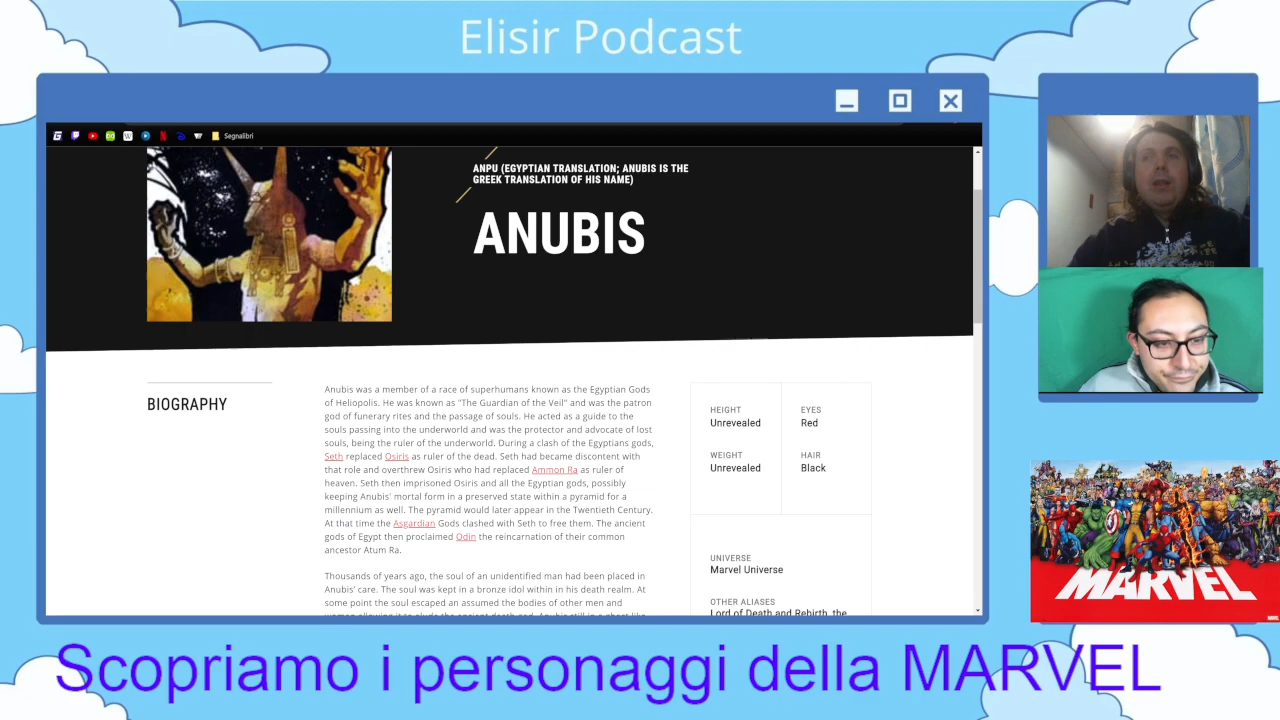 Elisir Podcast
Segnalibri
ANPU (EGYPTIAN TRANSLATION; ANUBIS IS THE
GREEK TRANSLATION OF HIS NAME)
ANUBIS
BIOGRAPHY
Anubis was a member of a race of superhumans known as the Egyptian Gods
of Heliopolis. He was known as "The Guardian of the Veil" and was the patron
god of funerary rites and the passage of souls. He acted as a guide to the
souls passing into the underworld and was the protector and advocate of lost
souls, being the ruler of the underworld. During a clash of the Egyptians gods,
Seth replaced Osiris as ruler of the dead. Seth had became discontent with
that role and overthrew Osiris who had replaced Ammon Ra as ruler of
heaven. Seth then imprisoned Osiris and all the Egyptian gods, possibly
keeping Anubis' mortal form in a preserved state within a pyramid for a
millennium as well. The pyramid would later appear in the Twentieth Century.
At that time the Asgardian Gods clashed with Seth to free them. The ancient
gods of Egypt then proclaimed Odin the reincarnation of their common
ancestor Atum Ra.
Thousands of years ago, the soul of an unidentified man had been placed in
Anubis' care. The soul was kept in a bronze idol within in his death realm. At
some point the soul escaped an assumed the bodies of other men and
HEIGHT
Unrevealed
EYES
Red
WEIGHT
Unrevealed
HAIR
Black
UNIVERSE
Marvel Universe
OTHER ALIASES
Lord of Death and Rebirth, the
MARVEL
Scopriamo i personaggi della MARVEL